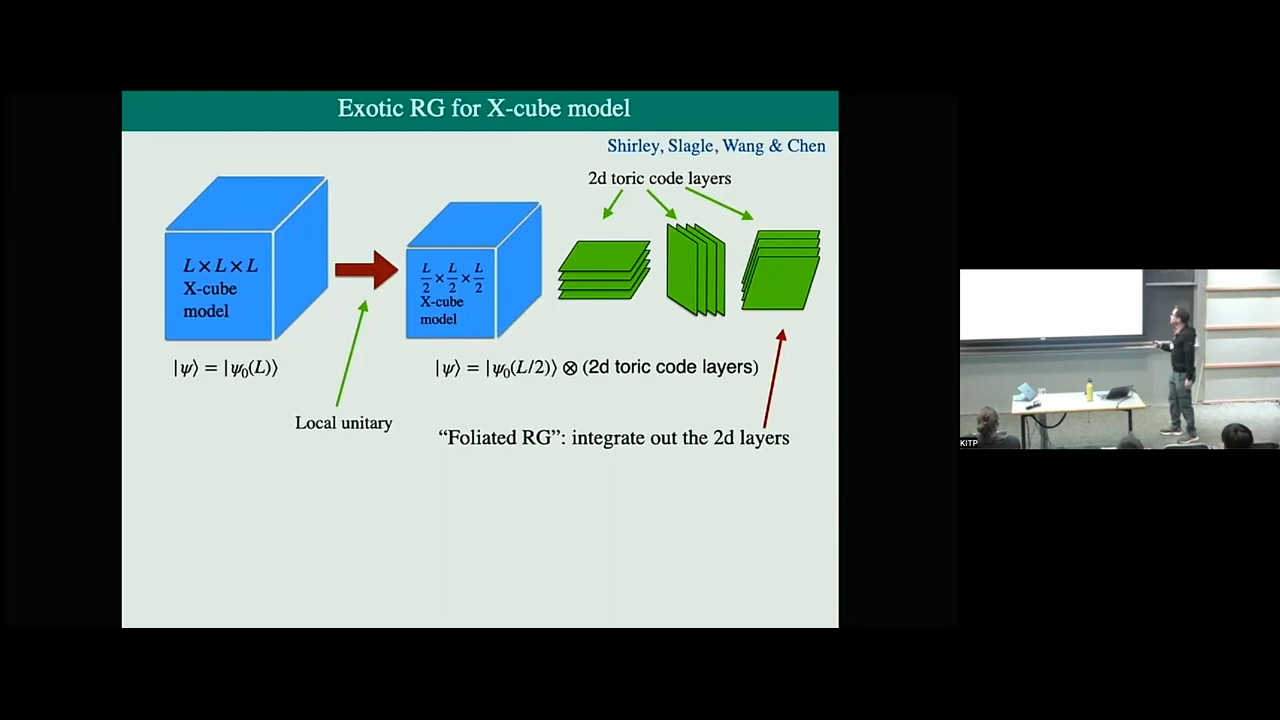 Exotic RG for X-cube model
Shirley, Slagle, Wang & Chen
2d toric code layers
L × L × L
X-cube
model
L/2 × L/2 × L/2
X-cube
model
|ψ⟩ = |ψ₀(L)⟩
|ψ⟩ = |ψ₀(L/2)⟩ ⊗ (2d toric code layers)
Local unitary
“Foliated RG”: integrate out the 2d layers
KITP